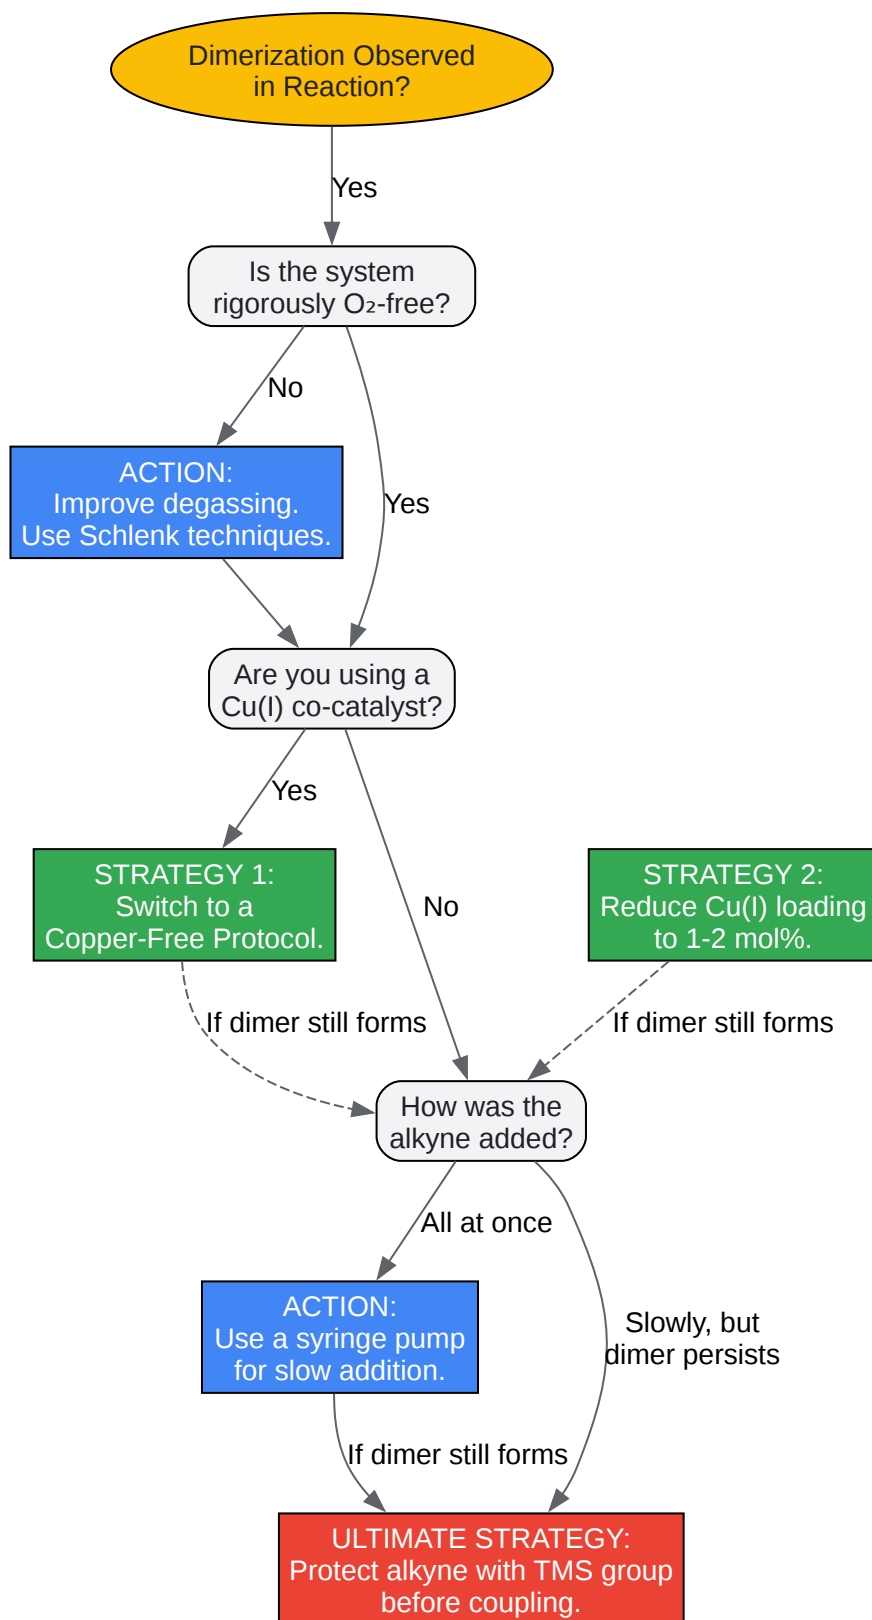 Dimerization Observed
in Reaction?
Yes
Is the system
rigorously O₂-free?
No
Yes
ACTION:
Improve degassing.
Use Schlenk techniques.
Are you using a
Cu(I) co-catalyst?
Yes
No
STRATEGY 1:
Switch to a
Copper-Free Protocol.
STRATEGY 2:
Reduce Cu(I) loading
to 1-2 mol%.
If dimer still forms
If dimer still forms
How was the
alkyne added?
All at once
Slowly, but
dimer persists
ACTION:
Use a syringe pump
for slow addition.
If dimer still forms
ULTIMATE STRATEGY:
Protect alkyne with TMS group
before coupling.